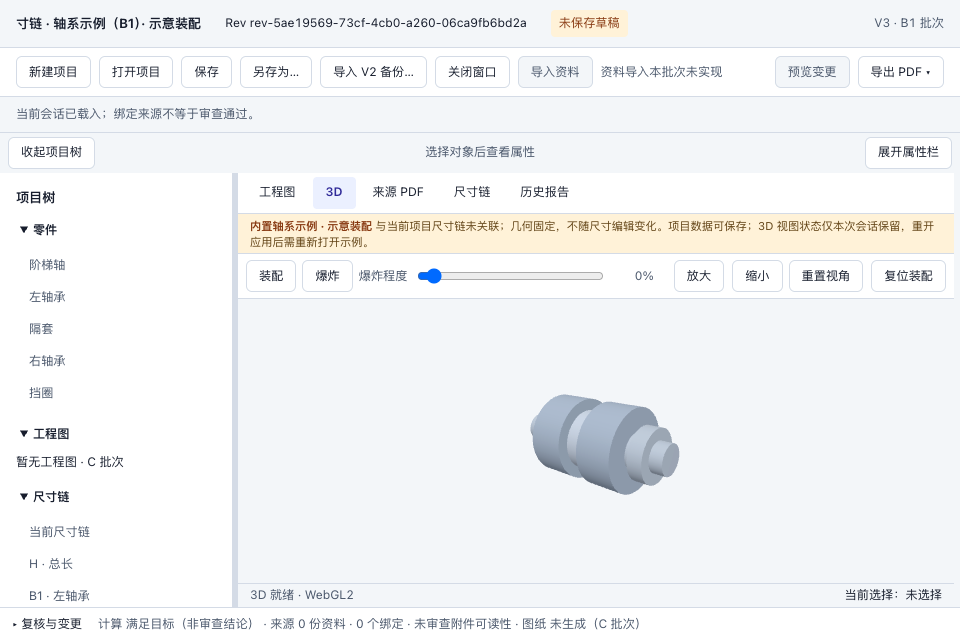 寸链 · 轴系示例（B1）· 示意装配 Rev rev-5ae19569-73cf-4cb0-a260-06ca9fb6bd2a 未保存草稿 V3 · B1 批次
新建项目 打开项目 保存 另存为... 导入 V2 备份... 关闭窗口 导入资料 资料导入本批次未实现 预览变更 导出 PDF ▾
当前会话已载入；绑定来源不等于审查通过。
收起项目树 选择对象后查看属性 展开属性栏
项目树
▼ 零件
阶梯轴
左轴承
隔套
右轴承
挡圈
▼ 工程图
暂无工程图 · C 批次
▼ 尺寸链
当前尺寸链
H · 总长
B1 · 左轴承
工程图 3D 来源 PDF 尺寸链 历史报告
内置轴系示例 · 示意装配 与当前项目尺寸链未关联；几何固定，不随尺寸编辑变化。项目数据可保存；3D 视图状态仅本次会话保留，重开
应用后需重新打开示例。
装配 爆炸 爆炸程度 0% 放大 缩小 重置视角 复位装配
3D 就绪 · WebGL2 当前选择：未选择
▸ 复核与变更 计算 满足目标（非审查结论） · 来源 0 份资料 · 0 个绑定 · 未审查附件可读性 · 图纸 未生成（C 批次）